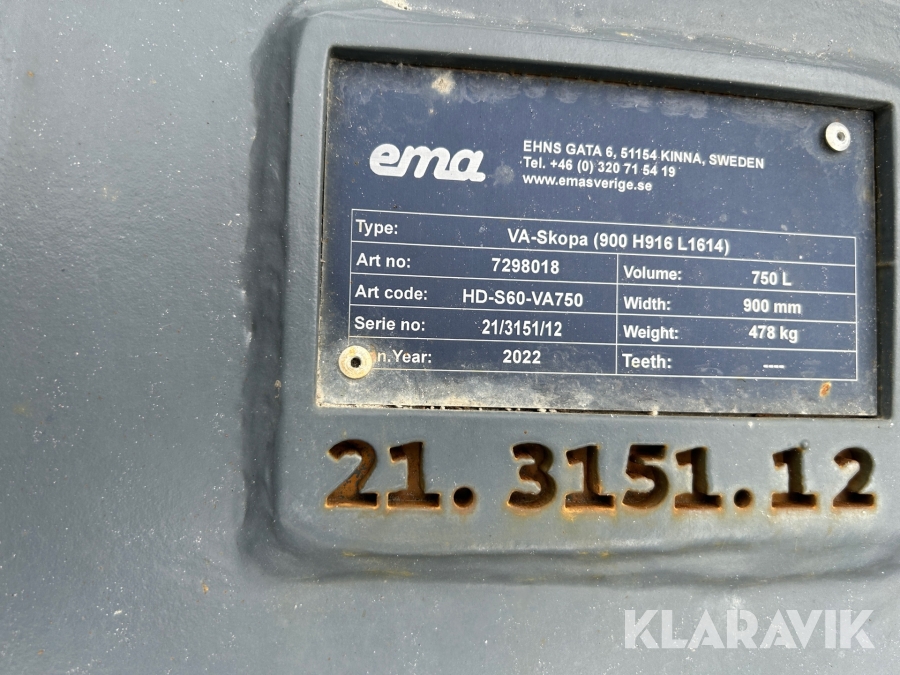 ema
EHNS GATA 6, 51154 KINNA, SWEDEN
Tel. +46 (0) 320 71 54 19
www.emasverige.se
Type: VA-Skopa (900 H916 L1614)
Art no: 7298018 Volume: 750 L
Art code: HD-S60-VA750 Width: 900 mm
Serie no: 21/3151/12 Weight: 478 kg
n.Year: 2022 Teeth: ----
21.3151.12
KLARAVIK